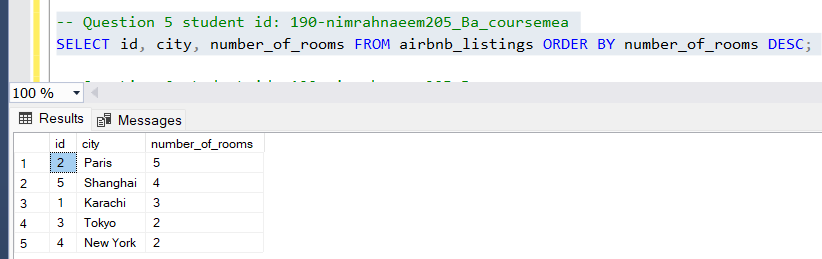 -- Question 5 student id: 190-nimrahnaeem205_Ba_coursemea
SELECT id, city, number_of_rooms FROM airbnb_listings ORDER BY number_of_rooms DESC;
100 %
Results Messages
id city number_of_rooms
1 2 Paris 5
2 5 Shanghai 4
3 1 Karachi 3
4 3 Tokyo 2
5 4 New York 2